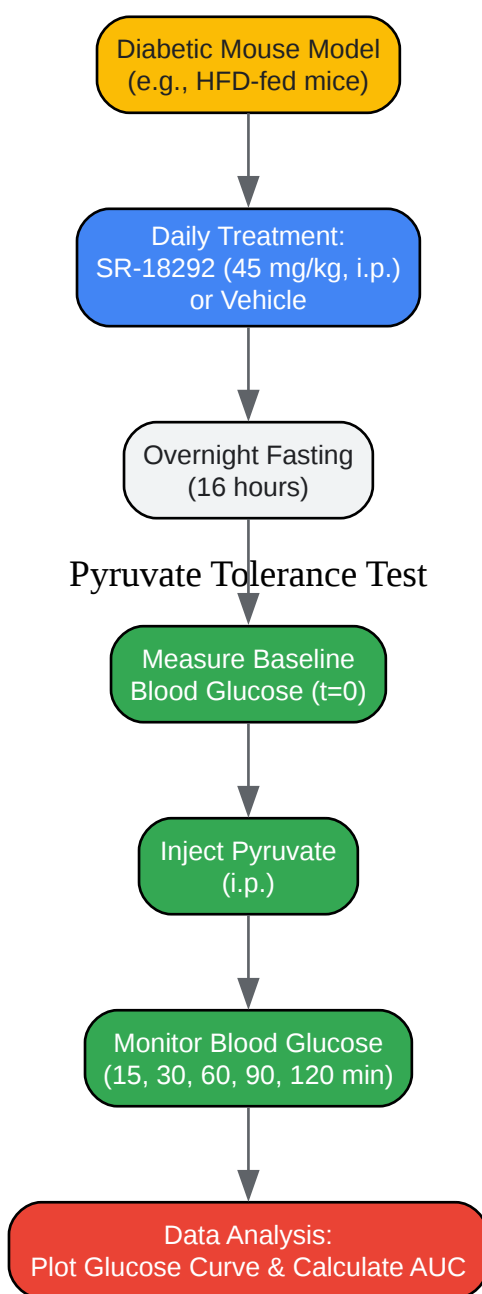 Diabetic Mouse Model
(e.g., HFD-fed mice)
Daily Treatment:
SR-18292 (45 mg/kg, i.p.)
or Vehicle
Overnight Fasting
(16 hours)
Pyruvate Tolerance Test
Measure Baseline
Blood Glucose (t=0)
Inject Pyruvate
(i.p.)
Monitor Blood Glucose
(15, 30, 60, 90, 120 min)
Data Analysis:
Plot Glucose Curve & Calculate AUC